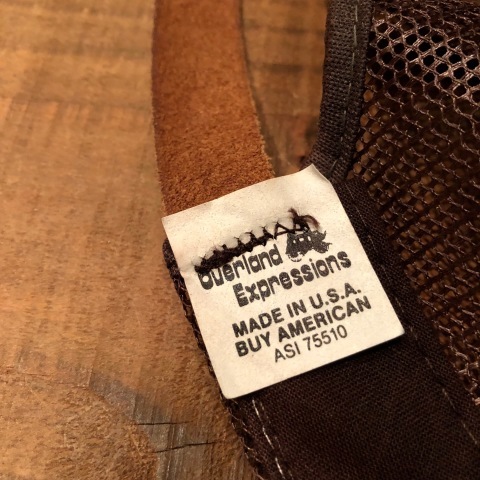 Overland
Expressions
MADE IN U.S.A.
BUY AMERICAN
ASI 75510